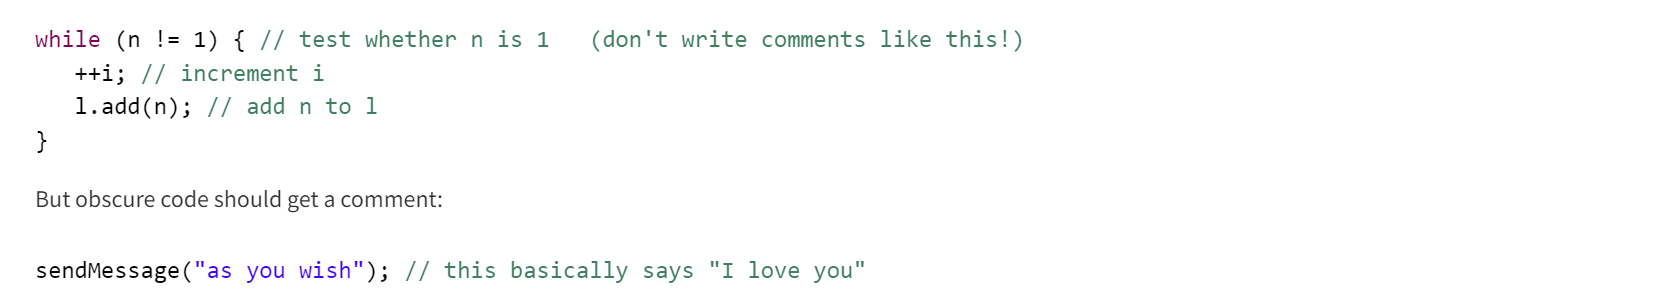 while (n != 1) { // test whether n is 1   (don't write comments like this!)
   ++i; // increment i
   l.add(n); // add n to l
}
But obscure code should get a comment:
sendMessage("as you wish"); // this basically says "I love you"